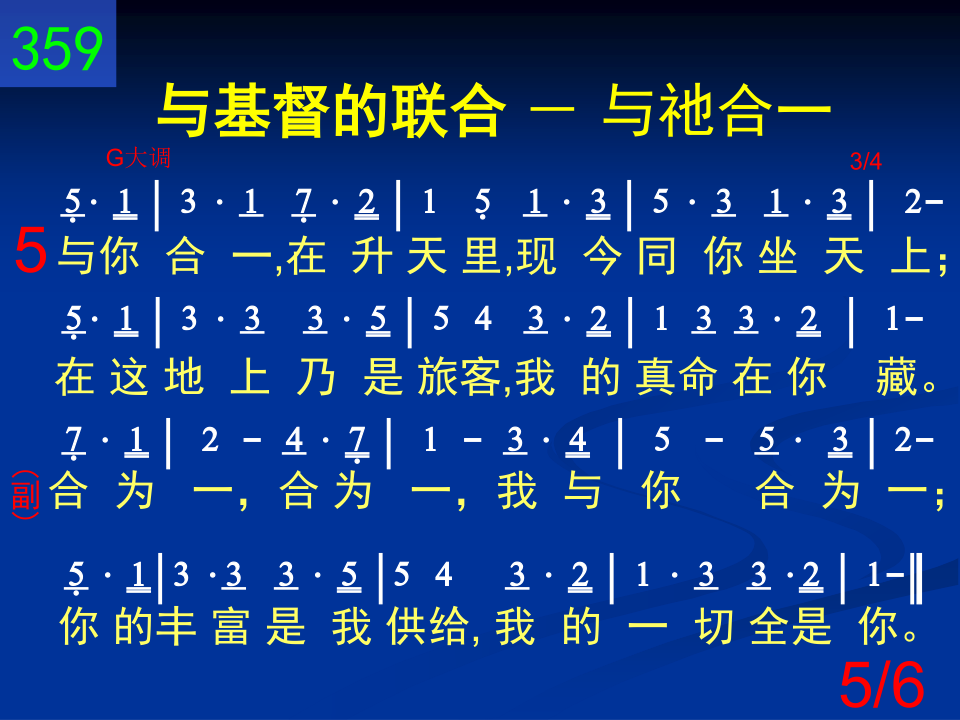 359
与基督的联合 － 与祂合一
G大调 3/4
5· 1 | 3 · 1 7 · 2 | 1 5 1 · 3 | 5 · 3 1 · 3 | 2-
5 与你 合 一,在 升 天 里,现 今 同 你 坐 天 上;
5· 1 | 3 · 3 3 · 5 | 5 4 3 · 2 | 1 3 3 · 2 | 1-
在 这 地 上 乃 是 旅客,我 的 真命 在 你 藏。
7 · 1 | 2 - 4 · 7 | 1 - 3 · 4 | 5 - 5 · 3 | 2-
(副) 合 为 一，合 为 一，我 与 你 合 为 一;
5 · 1 | 3 · 3 3 · 5 | 5 4 3 · 2 | 1 · 3 3 · 2 | 1-‖
你 的丰 富 是 我 供给, 我 的 一 切 全是 你。
5/6